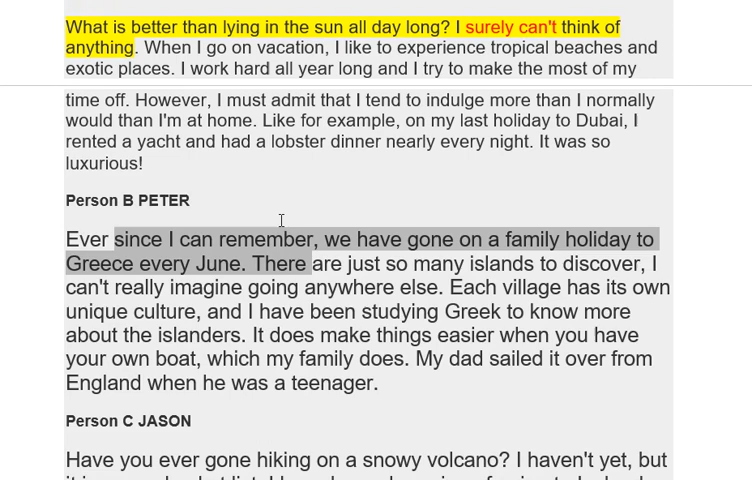 What is better than lying in the sun all day long? I surely can't think of
anything. When I go on vacation, I like to experience tropical beaches and
exotic places. I work hard all year long and I try to make the most of my
time off. However, I must admit that I tend to indulge more than I normally
would than I'm at home. Like for example, on my last holiday to Dubai, I
rented a yacht and had a lobster dinner nearly every night. It was so
luxurious!
Person B PETER
Ever since I can remember, we have gone on a family holiday to
Greece every June. There are just so many islands to discover, I
can't really imagine going anywhere else. Each village has its own
unique culture, and I have been studying Greek to know more
about the islanders. It does make things easier when you have
your own boat, which my family does. My dad sailed it over from
England when he was a teenager.
Person C JASON
Have you ever gone hiking on a snowy volcano? I haven't yet, but